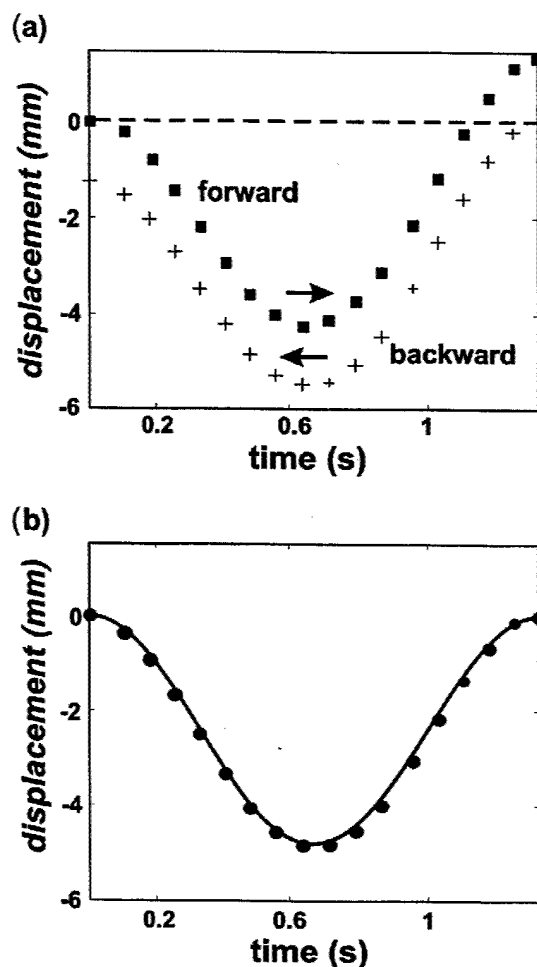 (a)
displacement (mm)
0
-2
-4
-6
forward
backward
0.2
0.6
1
time (s)
(b)
displacement (mm)
0
-2
-4
-6
0.2
0.6
1
time (s)